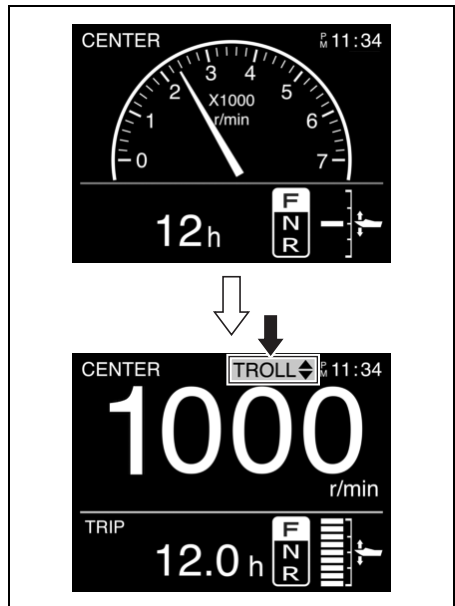 CENTER PM 11:34
0 1 2 3 4 5 6 7
X1000
r/min
12h
F
N
R
CENTER TROLL PM 11:34
1000
r/min
TRIP
12.0 h
F
N
R